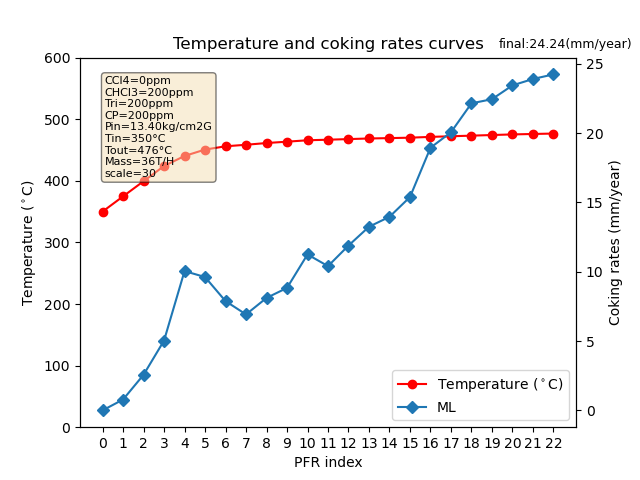 Temperature and coking rates curves
final:24.24(mm/year)
CCl4=0ppm
CHCl3=200ppm
Tri=200ppm
CP=200ppm
Pin=13.40kg/cm2G
Tin=350°C
Tout=476°C
Mass=36T/H
scale=30
600
500
400
300
200
100
0
Temperature (°C)
25
20
15
10
5
0
Coking rates (mm/year)
Temperature (°C)
ML
0 1 2 3 4 5 6 7 8 9 10 11 12 13 14 15 16 17 18 19 20 21 22
PFR index